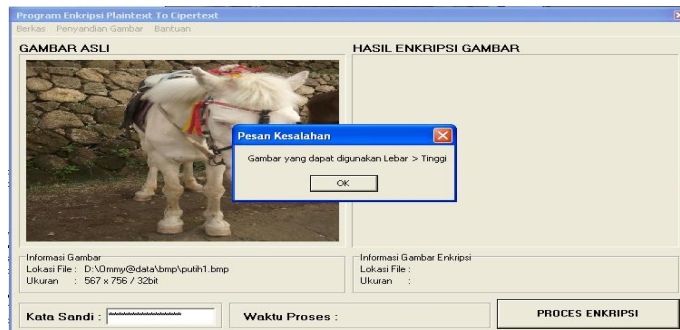 Program Enkripsi Plaintext To Cipertext
Berkas Penyandian Gambar Bantuan
GAMBAR ASLI
HASIL ENKRIPSI GAMBAR
Pesan Kesalahan
Gambar yang dapat digunakan Lebar > Tinggi
OK
Informasi Gambar
Lokasi File : D:\Ommy@data\bmp\putih1.bmp
Ukuran : 567 x 756 / 32bit
Informasi Gambar Enkripsi
Lokasi File :
Ukuran :
Kata Sandi : ****************
Waktu Proses :
PROCES ENKRIPSI